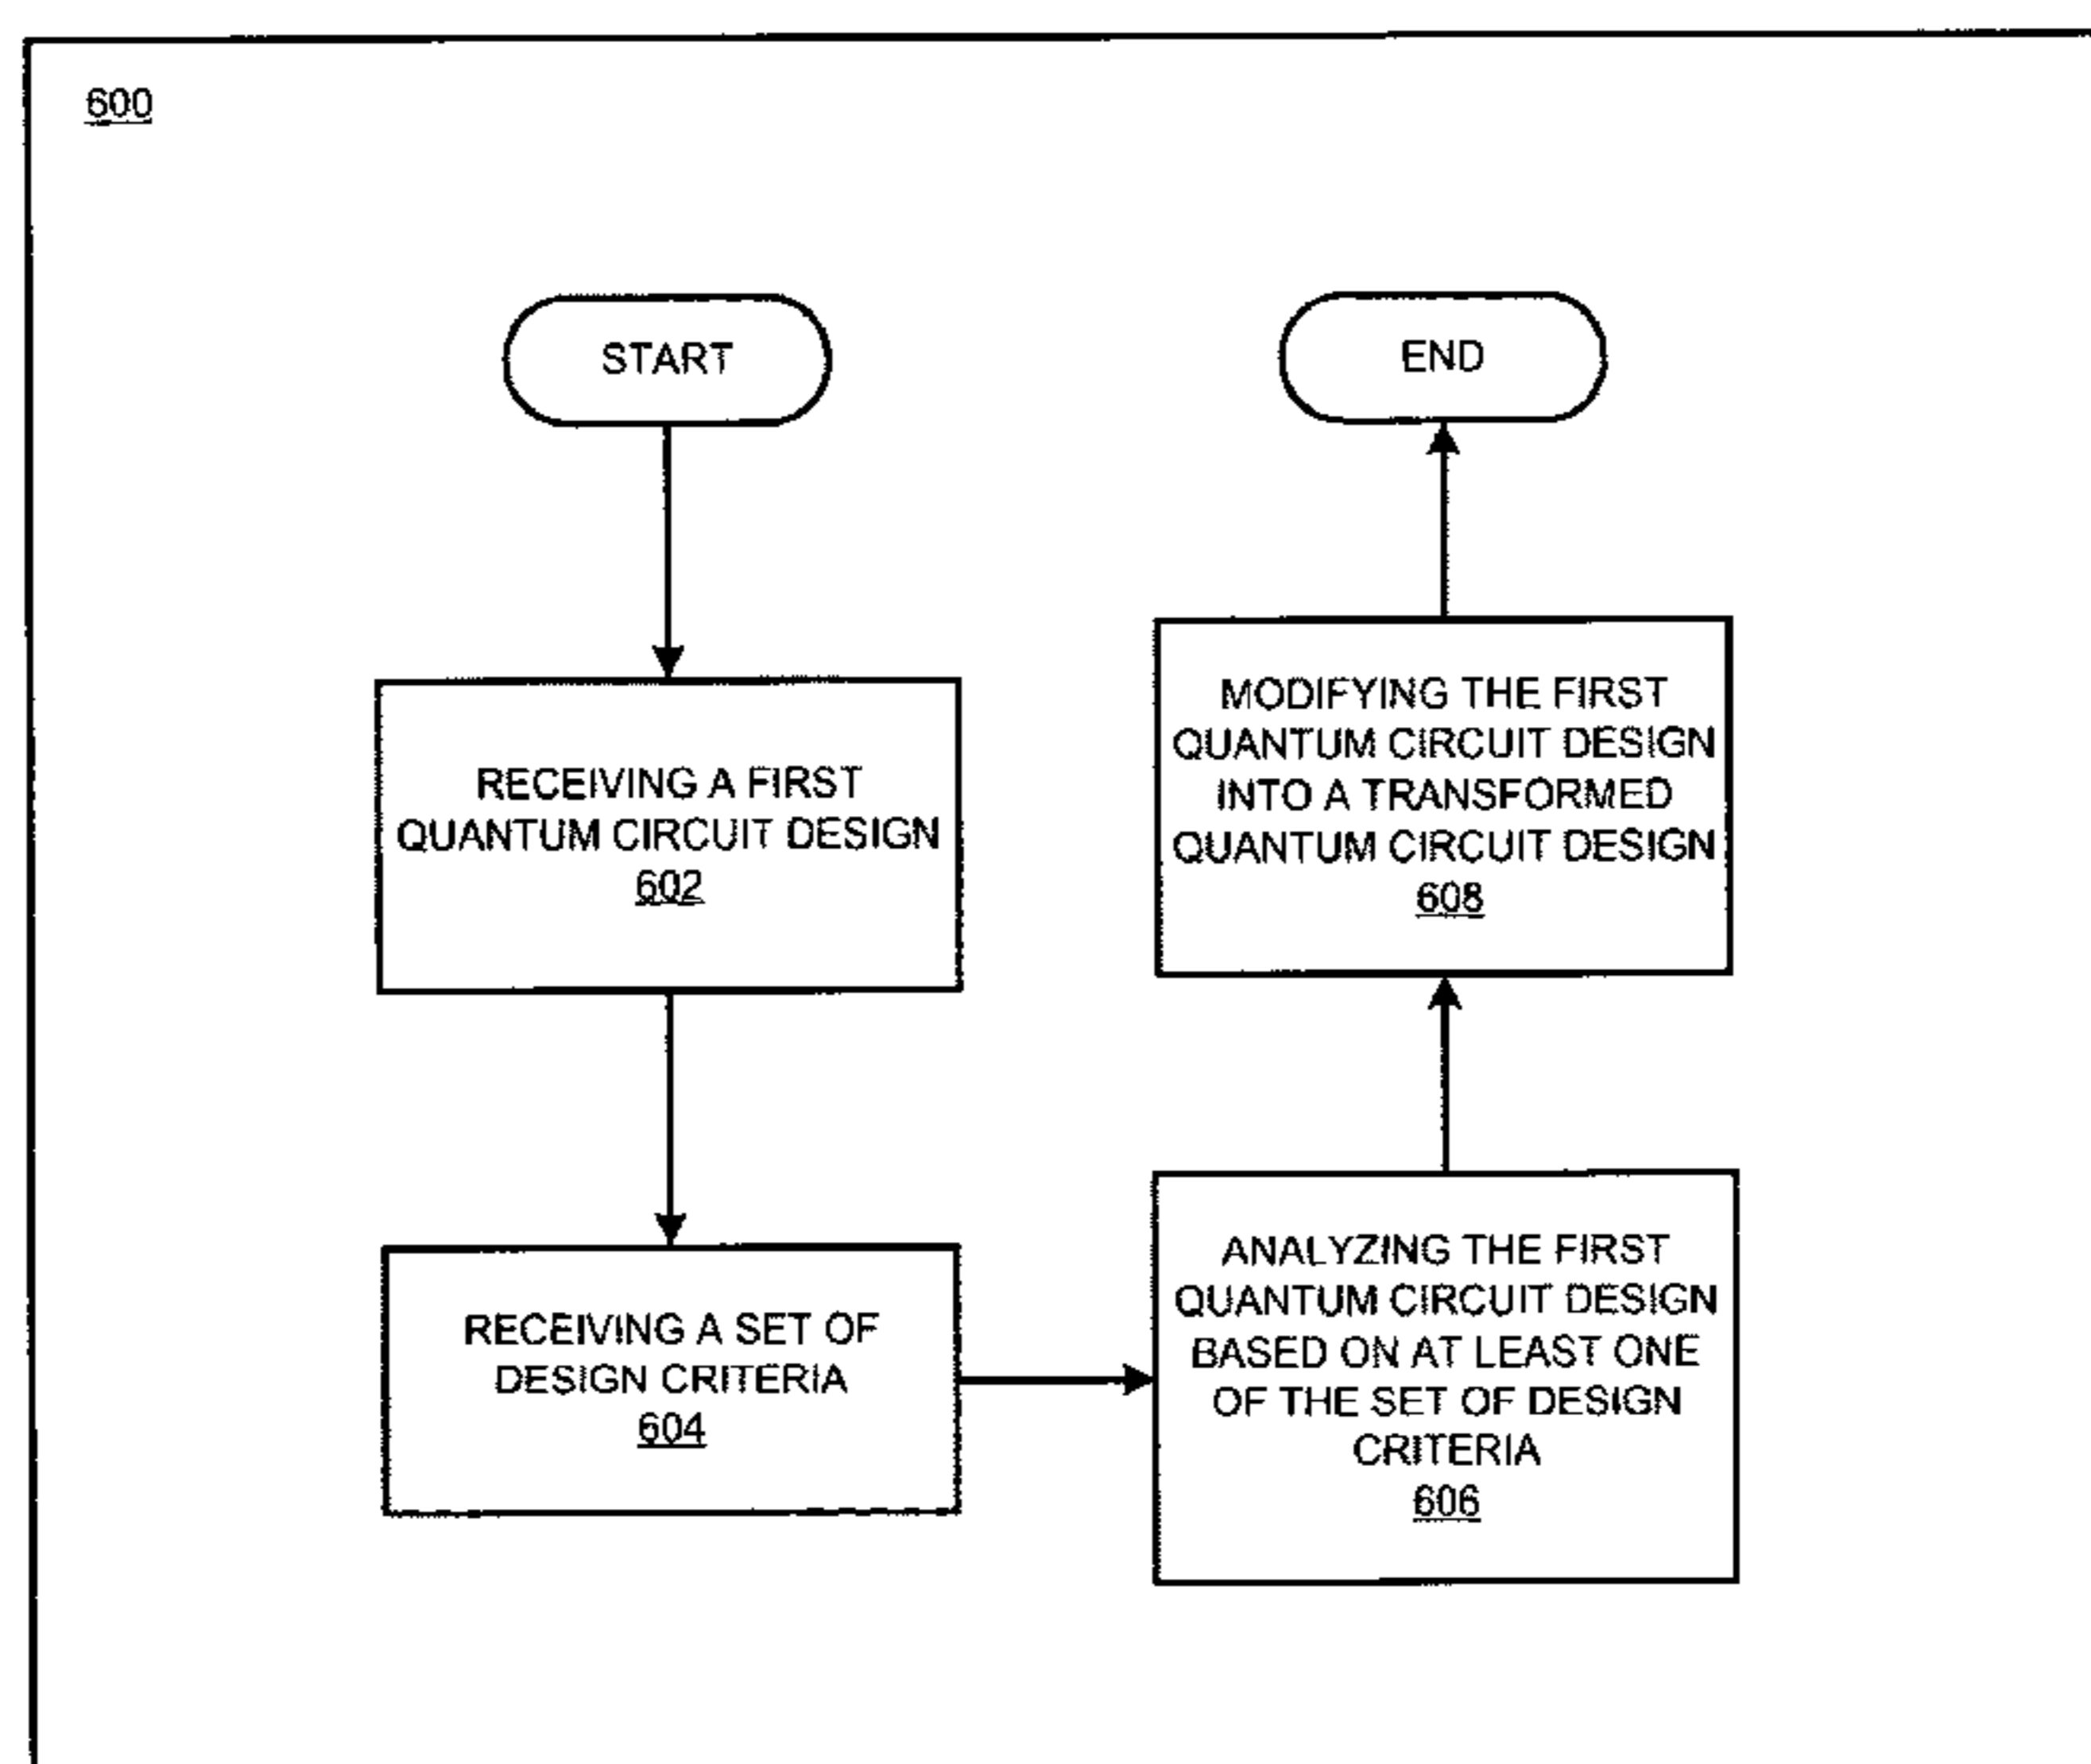 600
START
RECEIVING A FIRST
QUANTUM CIRCUIT DESIGN
602
RECEIVING A SET OF
DESIGN CRITERIA
604
ANALYZING THE FIRST
QUANTUM CIRCUIT DESIGN
BASED ON AT LEAST ONE
OF THE SET OF DESIGN
CRITERIA
606
MODIFYING THE FIRST
QUANTUM CIRCUIT DESIGN
INTO A TRANSFORMED
QUANTUM CIRCUIT DESIGN
608
END